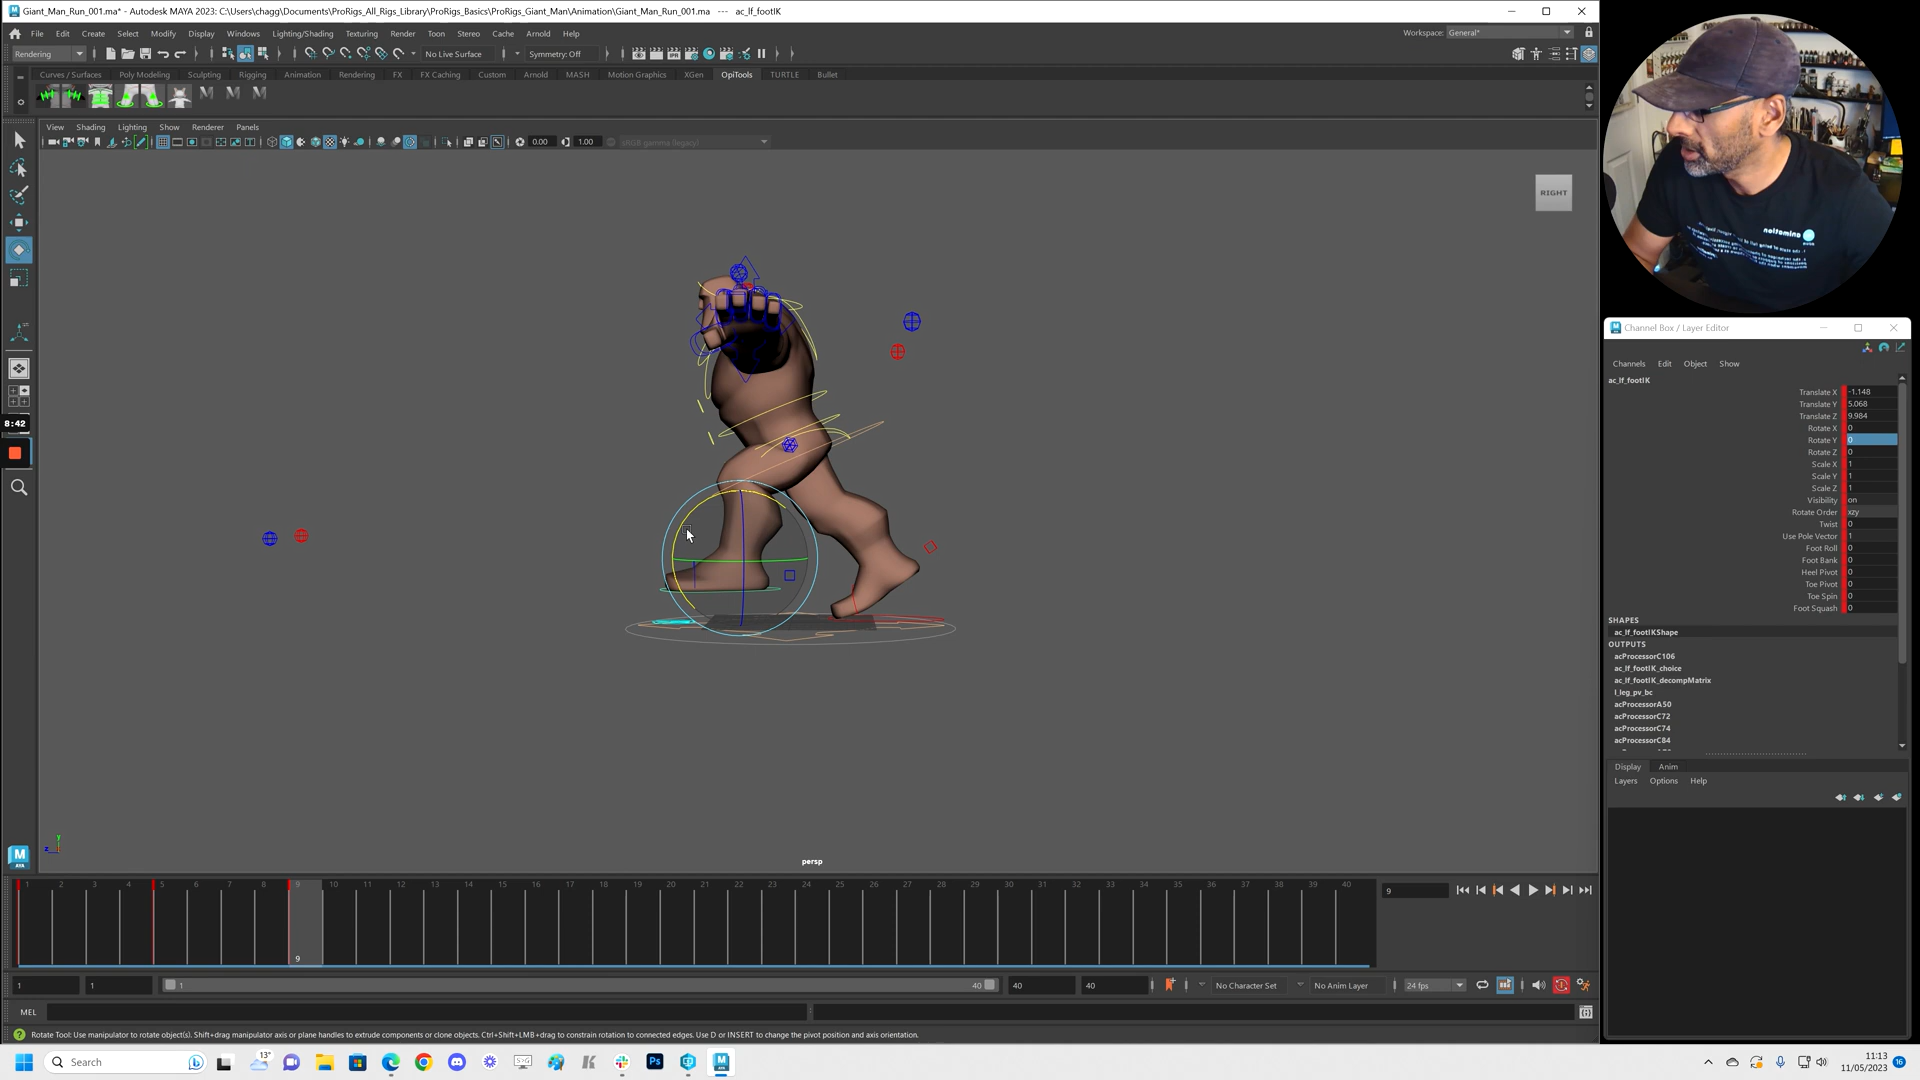 Giant_Man_Run_001.ma* - Autodesk MAYA 2023: C:\Users\chagg\Documents\ProRigs_All_Rigs_Library\ProRigs_Basics\ProRigs_Giant_Man\Animation\Giant_Man_Run_001.ma --- ac_lf_footIK
File Edit Create Select Modify Display Windows Lighting/Shading Texturing Render Toon Stereo Cache Arnold Help
Workspace: General*
Rendering
No Live Surface
Symmetry: Off
Curves / Surfaces Poly Modeling Sculpting Rigging Animation Rendering FX FX Caching Custom Arnold MASH Motion Graphics XGen OpiTools TURTLE Bullet
View Shading Lighting Show Renderer Panels
0.00 1.00 sRGB gamma (legacy)
RIGHT
8:42
persp
Channel Box / Layer Editor
Channels Edit Object Show
ac_lf_footIK
Translate X -1.148
Translate Y 5.068
Translate Z 9.984
Rotate X 0
Rotate Y 0
Rotate Z 0
Scale X 1
Scale Y 1
Scale Z 1
Visibility on
Rotate Order xzy
Twist 0
Use Pole Vector 1
Foot Roll 0
Foot Bank 0
Heel Pivot 0
Toe Pivot 0
Toe Spin 0
Foot Squash 0
SHAPES
ac_lf_footIKShape
OUTPUTS
acProcessorC106
ac_lf_footIK_choice
ac_lf_footIK_decompMatrix
l_leg_pv_bc
acProcessorA50
acProcessorC72
acProcessorC74
acProcessorC84
Display Anim
Layers Options Help
1 2 3 4 5 6 7 8 9 10 11 12 13 14 15 16 17 18 19 20 21 22 23 24 25 26 27 28 29 30 31 32 33 34 35 36 37 38 39 40
9
9
1 1 1 40 40 40
No Character Set
No Anim Layer
24 fps
MEL
Rotate Tool: Use manipulator to rotate object(s). Shift+drag manipulator axis or plane handles to extrude components or clone objects. Ctrl+Shift+LMB+drag to constrain rotation to connected edges. Use D or INSERT to change the pivot position and axis orientation.
Search
13°
11:13
11/05/2023
16